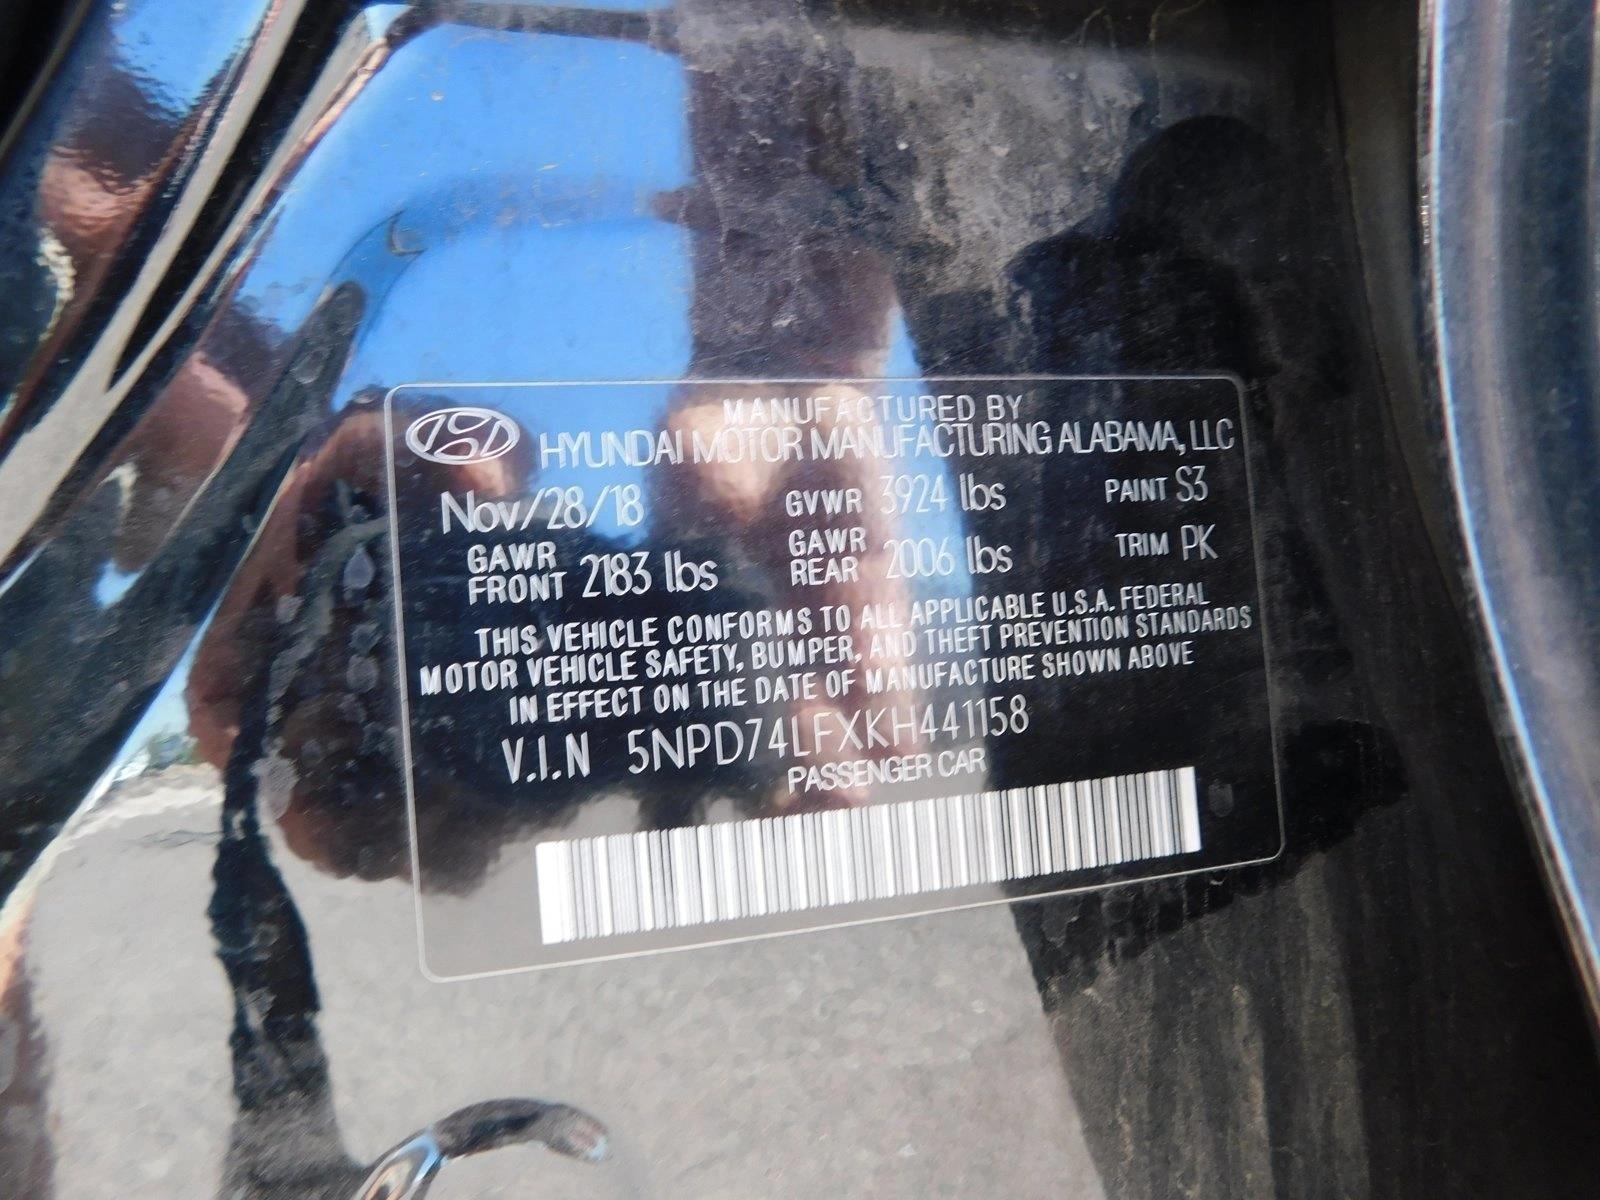 MANUFACTURED BY
HYUNDAI MOTOR MANUFACTURING ALABAMA, LLC
Nov/28/18 GVWR 3924 lbs PAINT S3
GAWR FRONT 2183 lbs GAWR REAR 2006 lbs TRIM PK
THIS VEHICLE CONFORMS TO ALL APPLICABLE U.S.A. FEDERAL
MOTOR VEHICLE SAFETY, BUMPER, AND THEFT PREVENTION STANDARDS
IN EFFECT ON THE DATE OF MANUFACTURE SHOWN ABOVE
V.I.N 5NPD74LFXKH441158
PASSENGER CAR